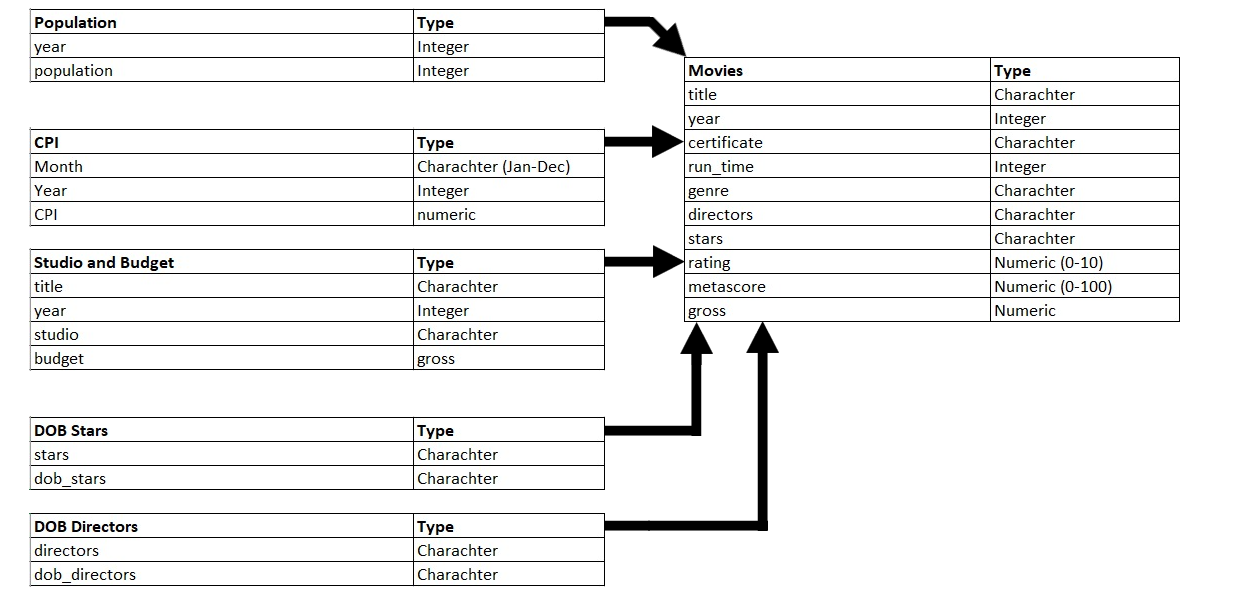 Population Type
year Integer
population Integer
CPI Type
Month Charachter (Jan-Dec)
Year Integer
CPI numeric
Studio and Budget Type
title Charachter
year Integer
studio Charachter
budget gross
DOB Stars Type
stars Charachter
dob_stars Charachter
DOB Directors Type
directors Charachter
dob_directors Charachter
Movies Type
title Charachter
year Integer
certificate Charachter
run_time Integer
genre Charachter
directors Charachter
stars Charachter
rating Numeric (0-10)
metascore Numeric (0-100)
gross Numeric